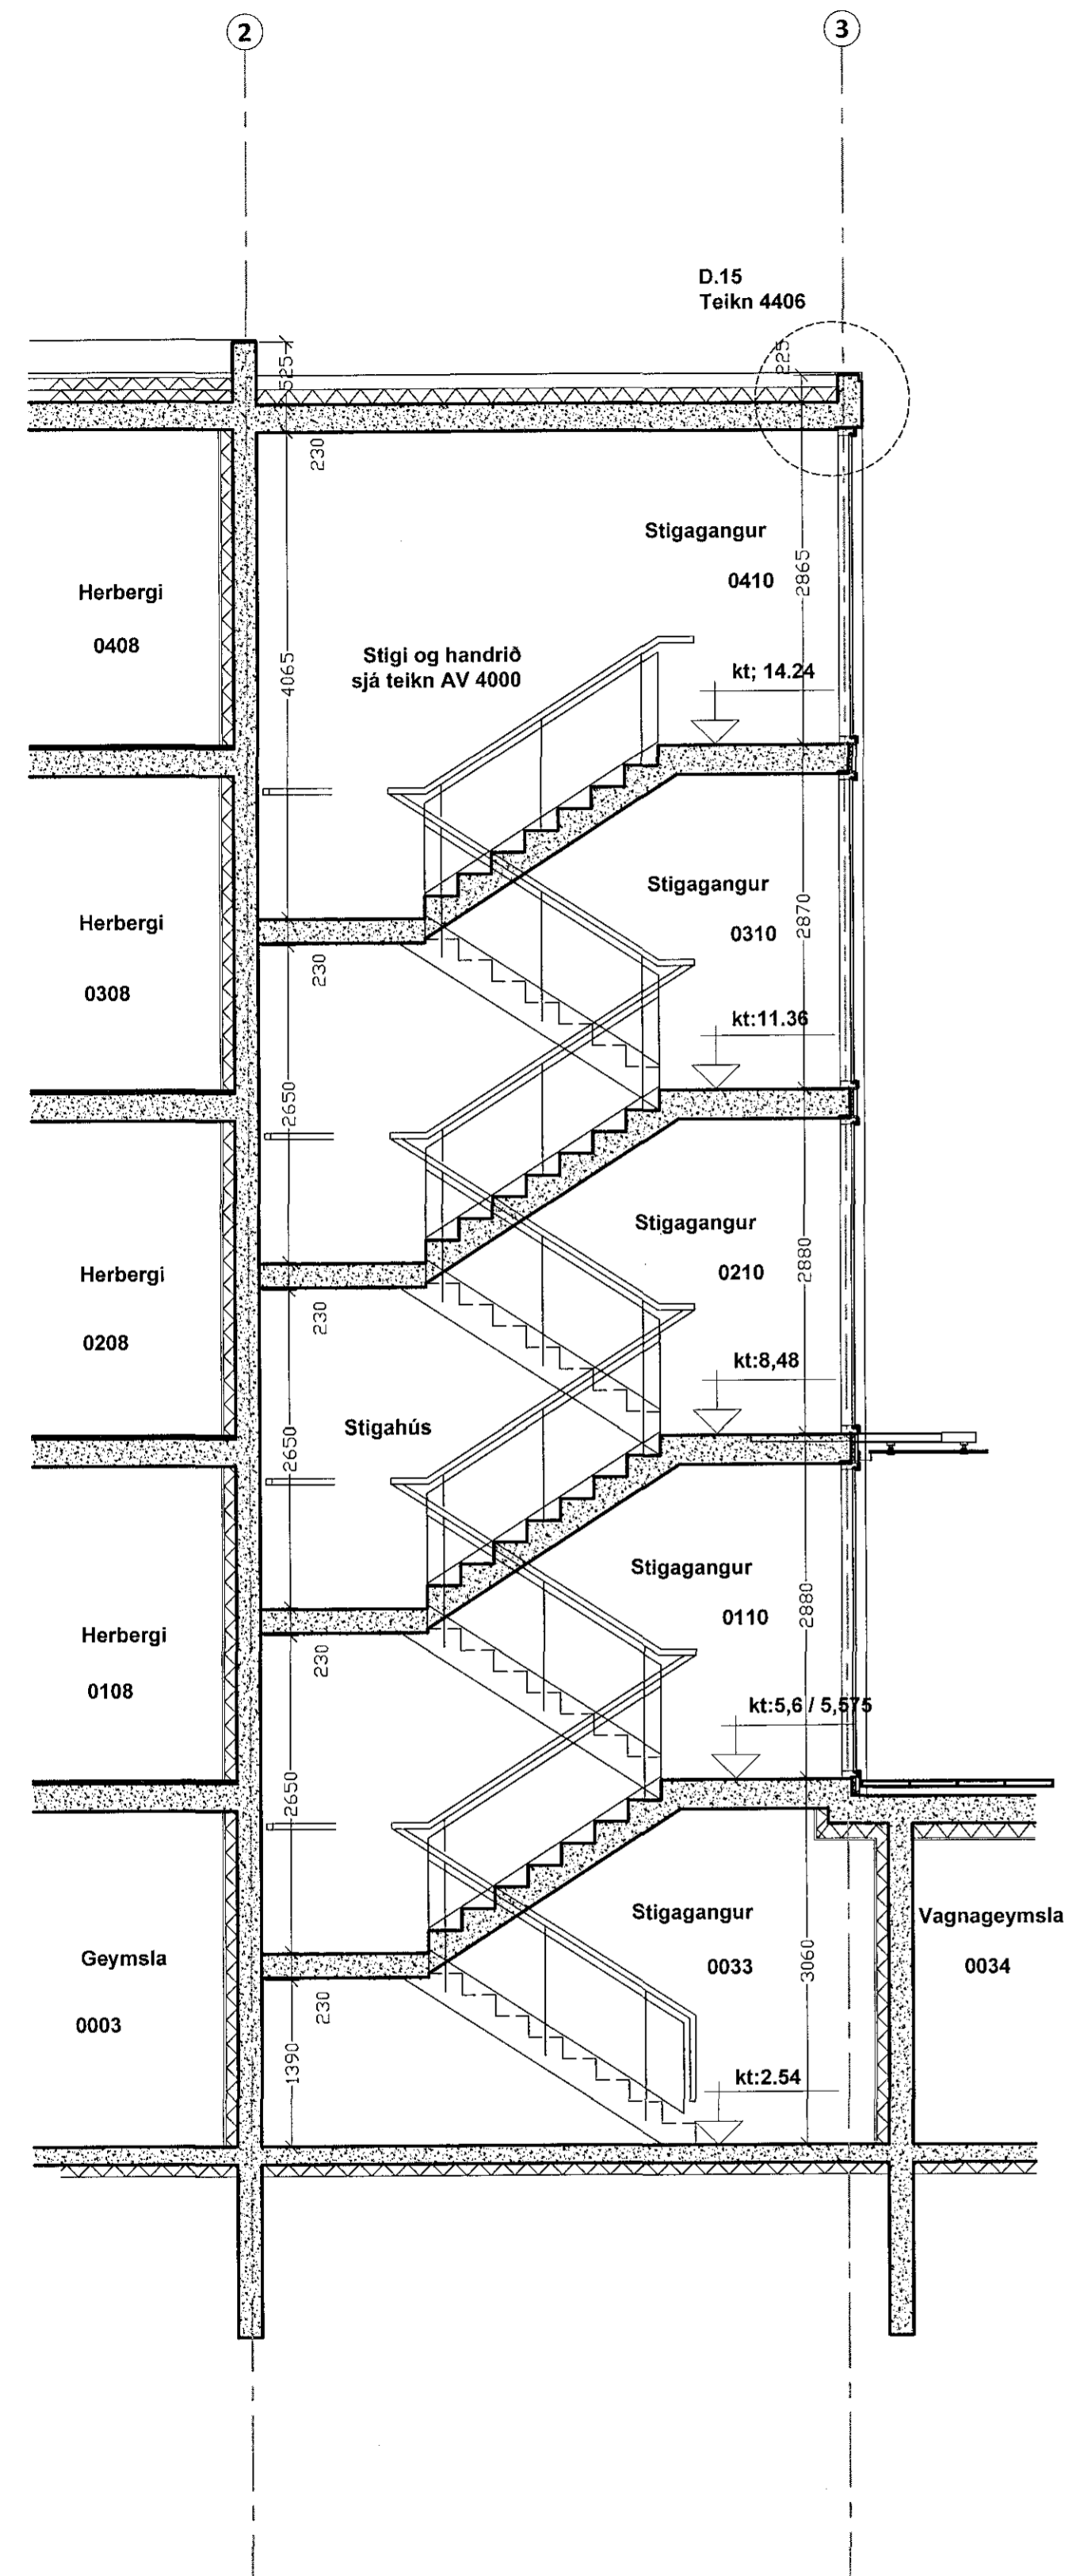 2
3
D.15
Teikn 4406
525
225
230
Stigagangur
0410
2865
Herbergi
0408
Stigi og handrið
sjá teikn AV 4000
4065
kt; 14.24
Stigagangur
0310
2870
Herbergi
0308
230
kt:11.36
2650
Stigagangur
0210
2880
Herbergi
0208
230
kt:8,48
Stigahús
2650
Stigagangur
0110
2880
Herbergi
0108
230
kt:5,6 / 5,575
2650
Stigagangur
0033
3060
Vagnageymsla
0034
Geymsla
0003
230
1390
kt:2.54